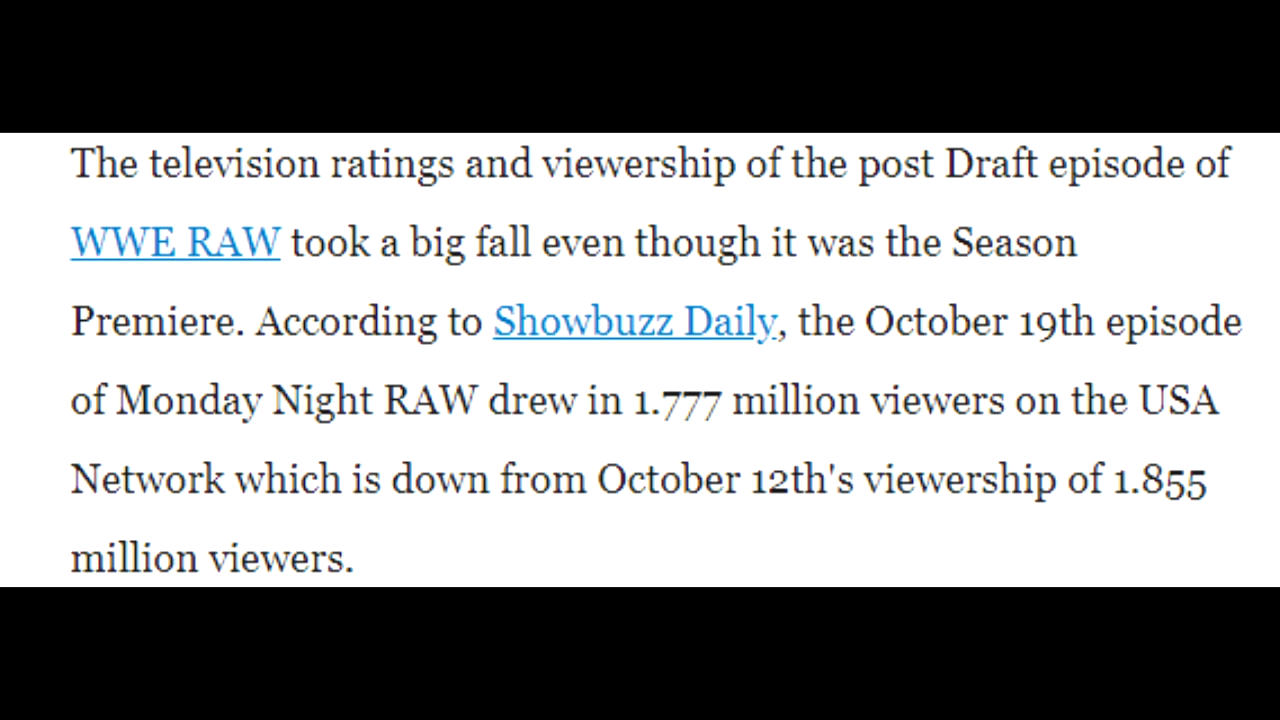 The television ratings and viewership of the post Draft episode of
WWE RAW took a big fall even though it was the Season
Premiere. According to Showbuzz Daily, the October 19th episode
of Monday Night RAW drew in 1.777 million viewers on the USA
Network which is down from October 12th's viewership of 1.855
million viewers.